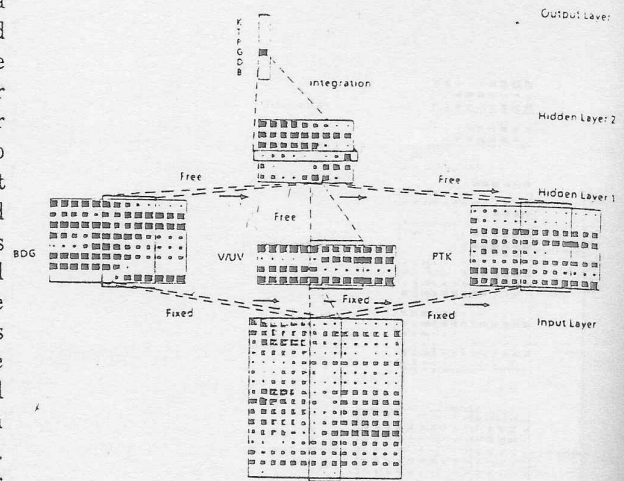 Output Layer
K
T
P
G
D
B
Integration
Hidden Layer 2
Free
Free
Hidden Layer 1
Free
BDG
V/UV
PTK
Fixed
Fixed
Fixed
Input Layer